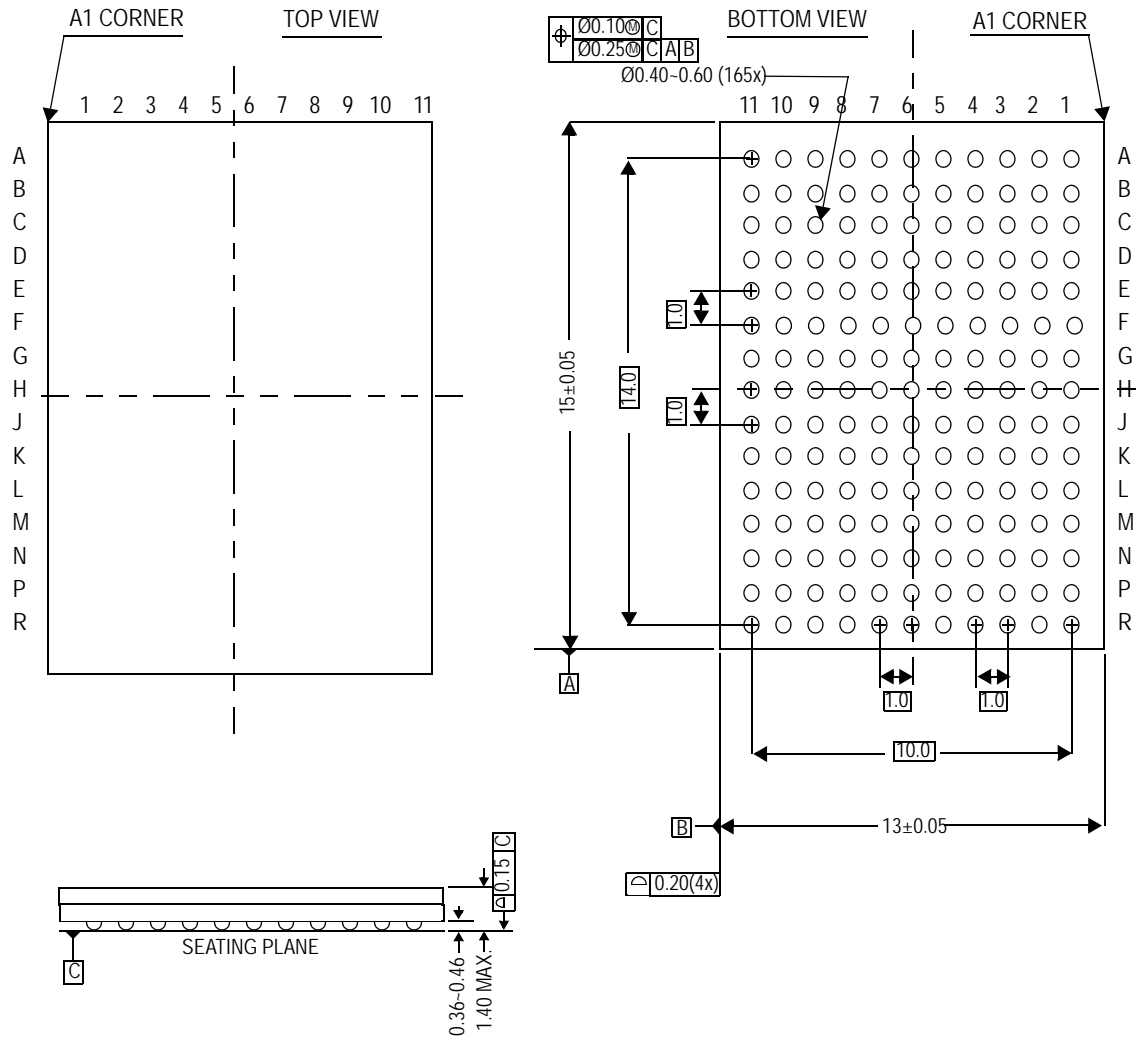 A1 CORNER TOP VIEW
1 2 3 4 5 6 7 8 9 10 11
A
B
C
D
E
F
G
H
J
K
L
M
N
P
R
Ø0.10Ⓜ C
Ø0.25Ⓜ C A B
BOTTOM VIEW A1 CORNER
Ø0.40~0.60 (165x)
11 10 9 8 7 6 5 4 3 2 1
A
B
C
D
E
F
G
H
J
K
L
M
N
P
R
1.0
1.0
14.0
15±0.05
A
1.0 1.0
10.0
B 13±0.05
0.20(4x)
0.15 C
SEATING PLANE
C
0.36~0.46
1.40 MAX.